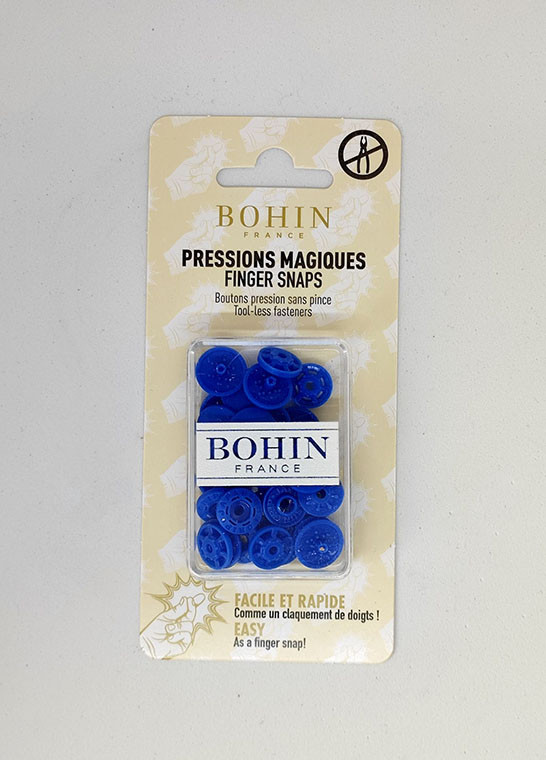 BOHIN
FRANCE
PRESSIONS MAGIQUES
FINGER SNAPS
Boutons pression sans pince
Tool-less fasteners
BOHIN
FRANCE
FACILE ET RAPIDE
Comme un claquement de doigts !
EASY
As a finger snap!